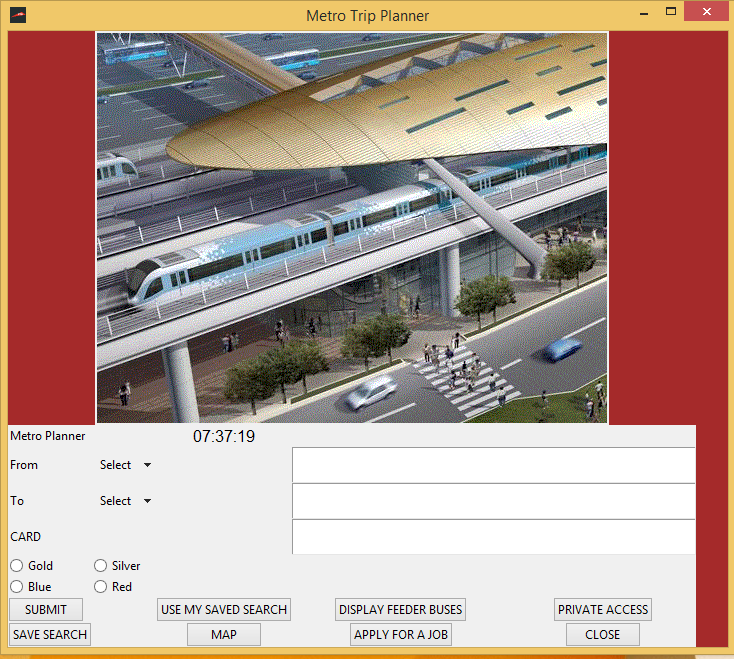 Metro Trip Planner
Metro Planner 07:37:19
From Select
To Select
CARD
Gold Silver
Blue Red
SUBMIT USE MY SAVED SEARCH DISPLAY FEEDER BUSES PRIVATE ACCESS
SAVE SEARCH MAP APPLY FOR A JOB CLOSE